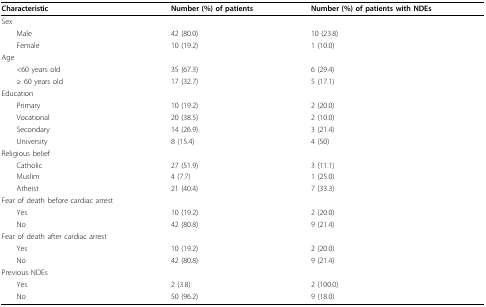 Characteristic Number (%) of patients Number (%) of patients with NDEs
Sex
Male 42 (80.0) 10 (23.8)
Female 10 (19.2) 1 (10.0)
Age
<60 years old 35 (67.3) 6 (29.4)
≥ 60 years old 17 (32.7) 5 (17.1)
Education
Primary 10 (19.2) 2 (20.0)
Vocational 20 (38.5) 2 (10.0)
Secondary 14 (26.9) 3 (21.4)
University 8 (15.4) 4 (50)
Religious belief
Catholic 27 (51.9) 3 (11.1)
Muslim 4 (7.7) 1 (25.0)
Atheist 21 (40.4) 7 (33.3)
Fear of death before cardiac arrest
Yes 10 (19.2) 2 (20.0)
No 42 (80.8) 9 (21.4)
Fear of death after cardiac arrest
Yes 10 (19.2) 2 (20.0)
No 42 (80.8) 9 (21.4)
Previous NDEs
Yes 2 (3.8) 2 (100.0)
No 50 (96.2) 9 (18.0)